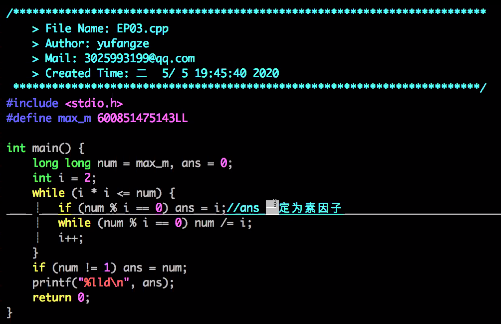 /**************************************************************************
> File Name: EP03.cpp
> Author: yufangze
> Mail: 3025993199@qq.com
> Created Time: 二 5/ 5 19:45:40 2020
**************************************************************************/
#include <stdio.h>
#define max_m 600851475143LL
int main() {
long long num = max_m, ans = 0;
int i = 2;
while (i * i <= num) {
if (num % i == 0) ans = i;//ans 一定为素因子
while (num % i == 0) num /= i;
i++;
}
if (num != 1) ans = num;
printf("%lld\n", ans);
return 0;
}